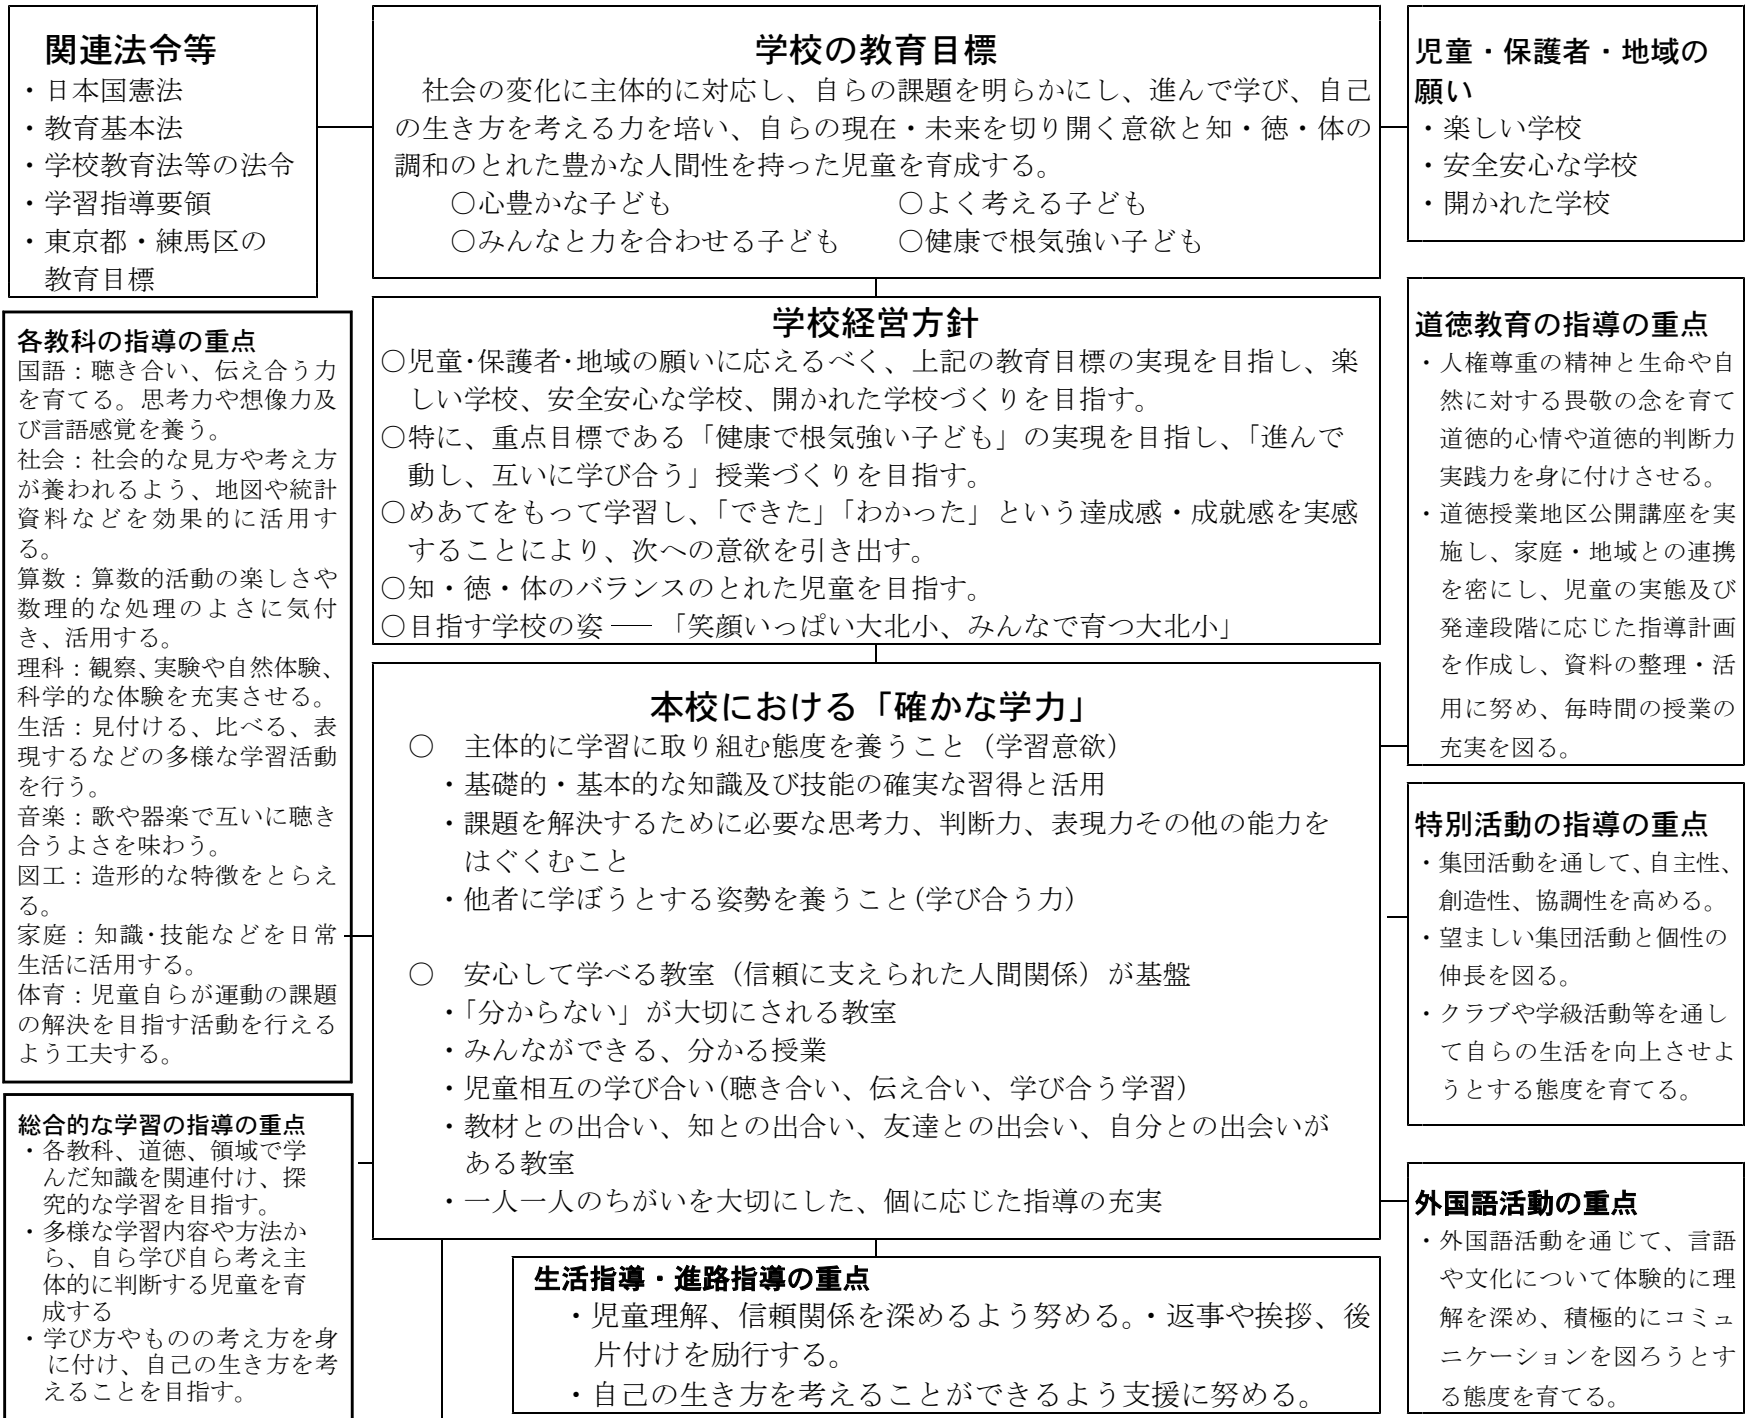 関連法令等
・日本国憲法
・教育基本法
・学校教育法等の法令
・学習指導要領
・東京都・練馬区の
教育目標
学校の教育目標
社会の変化に主体的に対応し、自らの課題を明らかにし、進んで学び、自己
の生き方を考える力を培い、自らの現在・未来を切り開く意欲と知・徳・体の
調和のとれた豊かな人間性を持った児童を育成する。
○心豊かな子ども ○よく考える子ども
○みんなと力を合わせる子ども ○健康で根気強い子ども
児童・保護者・地域の
願い
・楽しい学校
・安全安心な学校
・開かれた学校
各教科の指導の重点
国語：聴き合い、伝え合う力
を育てる。思考力や想像力及
び言語感覚を養う。
社会：社会的な見方や考え方
が養われるよう、地図や統計
資料などを効果的に活用す
る。
算数：算数的活動の楽しさや
数理的な処理のよさに気付
き、活用する。
理科：観察、実験や自然体験、
科学的な体験を充実させる。
生活：見付ける、比べる、表
現するなどの多様な学習活動
を行う。
音楽：歌や器楽で互いに聴き
合うよさを味わう。
図工：造形的な特徴をとらえ
る。
家庭：知識・技能などを日常
生活に活用する。
体育：児童自らが運動の課題
の解決を目指す活動を行える
よう工夫する。
学校経営方針
○児童・保護者・地域の願いに応えるべく、上記の教育目標の実現を目指し、楽
しい学校、安全安心な学校、開かれた学校づくりを目指す。
○特に、重点目標である「健康で根気強い子ども」の実現を目指し、「進んで
動し、互いに学び合う」授業づくりを目指す。
○めあてをもって学習し、「できた」「わかった」という達成感・成就感を実感
することにより、次への意欲を引き出す。
○知・徳・体のバランスのとれた児童を目指す。
○目指す学校の姿 ── 「笑顔いっぱい大北小、みんなで育つ大北小」
道徳教育の指導の重点
・人権尊重の精神と生命や自
然に対する畏敬の念を育て
道徳的心情や道徳的判断力
実践力を身に付けさせる。
・道徳授業地区公開講座を実
施し、家庭・地域との連携
を密にし、児童の実態及び
発達段階に応じた指導計画
を作成し、資料の整理・活
用に努め、毎時間の授業の
充実を図る。
本校における「確かな学力」
○ 主体的に学習に取り組む態度を養うこと（学習意欲）
・基礎的・基本的な知識及び技能の確実な習得と活用
・課題を解決するために必要な思考力、判断力、表現力その他の能力を
はぐくむこと
・他者に学ぼうとする姿勢を養うこと(学び合う力)
○ 安心して学べる教室（信頼に支えられた人間関係）が基盤
・「分からない」が大切にされる教室
・みんなができる、分かる授業
・児童相互の学び合い(聴き合い、伝え合い、学び合う学習)
・教材との出合い、知との出合い、友達との出会い、自分との出会いが
ある教室
・一人一人のちがいを大切にした、個に応じた指導の充実
特別活動の指導の重点
・集団活動を通して、自主性、
創造性、協調性を高める。
・望ましい集団活動と個性の
伸長を図る。
・クラブや学級活動等を通し
て自らの生活を向上させよ
うとする態度を育てる。
総合的な学習の指導の重点
・各教科、道徳、領域で学
んだ知識を関連付け、探
究的な学習を目指す。
・多様な学習内容や方法か
ら、自ら学び自ら考え主
体的に判断する児童を育
成する
・学び方やものの考え方を身
に付け、自己の生き方を考
えることを目指す。
生活指導・進路指導の重点
・児童理解、信頼関係を深めるよう努める。・返事や挨拶、後
片付けを励行する。
・自己の生き方を考えることができるよう支援に努める。
外国語活動の重点
・外国語活動を通じて、言語
や文化について体験的に理
解を深め、積極的にコミュ
ニケーションを図ろうとす
る態度を育てる。